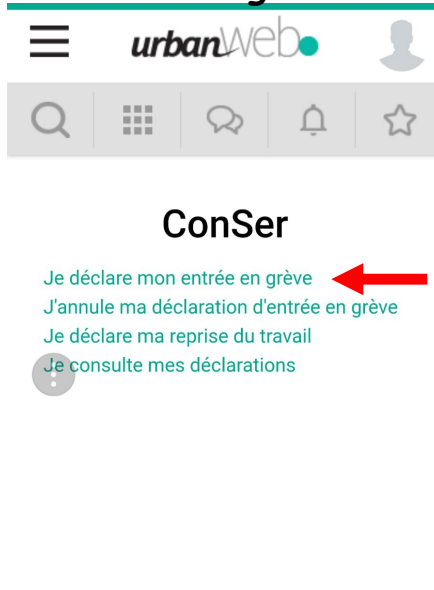 urbanweb
ConSer
Je déclare mon entrée en grève
J'annule ma déclaration d'entrée en grève
Je déclare ma reprise du travail
Je consulte mes déclarations